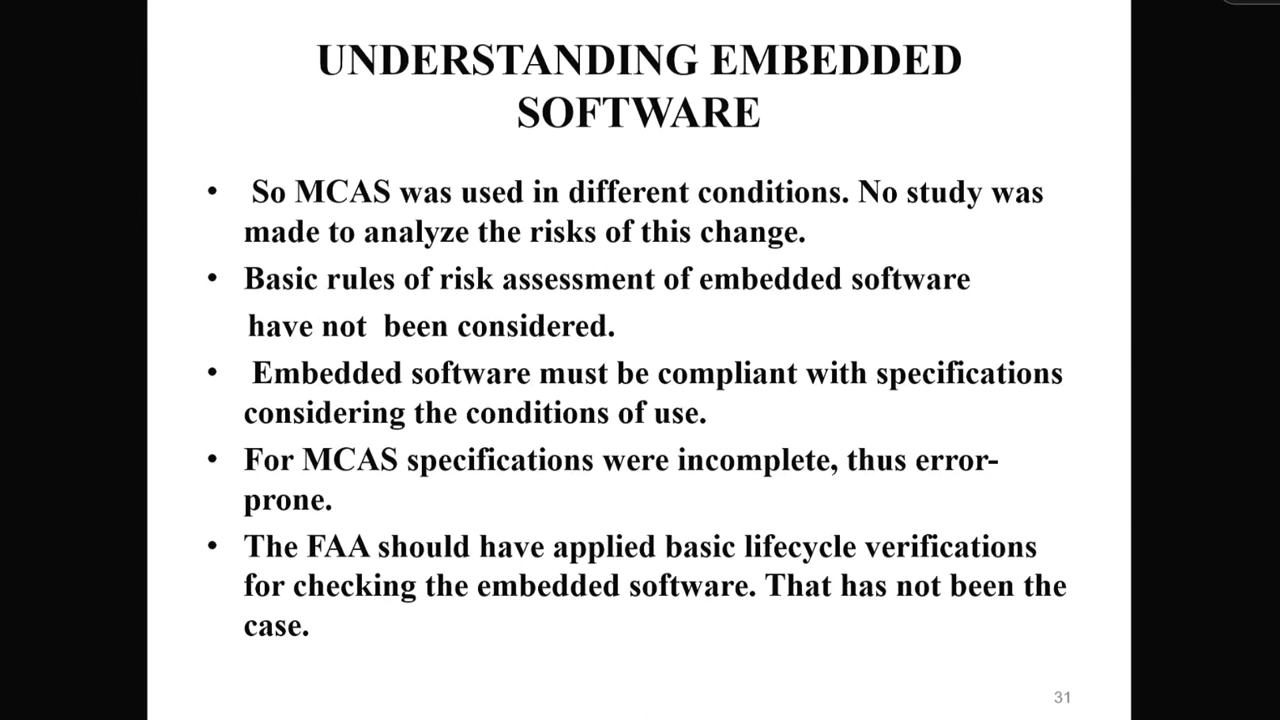 UNDERSTANDING EMBEDDED
SOFTWARE
• So MCAS was used in different conditions. No study was
made to analyze the risks of this change.
• Basic rules of risk assessment of embedded software
have not been considered.
• Embedded software must be compliant with specifications
considering the conditions of use.
• For MCAS specifications were incomplete, thus error-
prone.
• The FAA should have applied basic lifecycle verifications
for checking the embedded software. That has not been the
case.
31